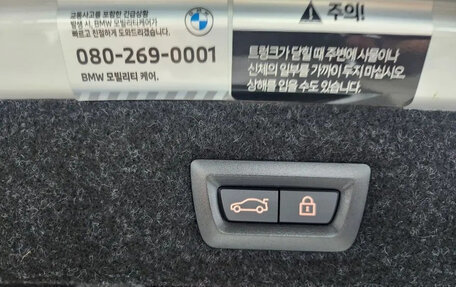 교통사고를 포함한 긴급상황
발생 시, BMW 모빌리티케어가
빠르고 친절하게 도와드리겠습니다.
080-269-0001
BMW 모빌리티 케어.
주의!
트렁크가 닫힐 때 주변에 사물이나
신체의 일부를 가까이 두지 마십시오.
상해를 입을 수도 있습니다.